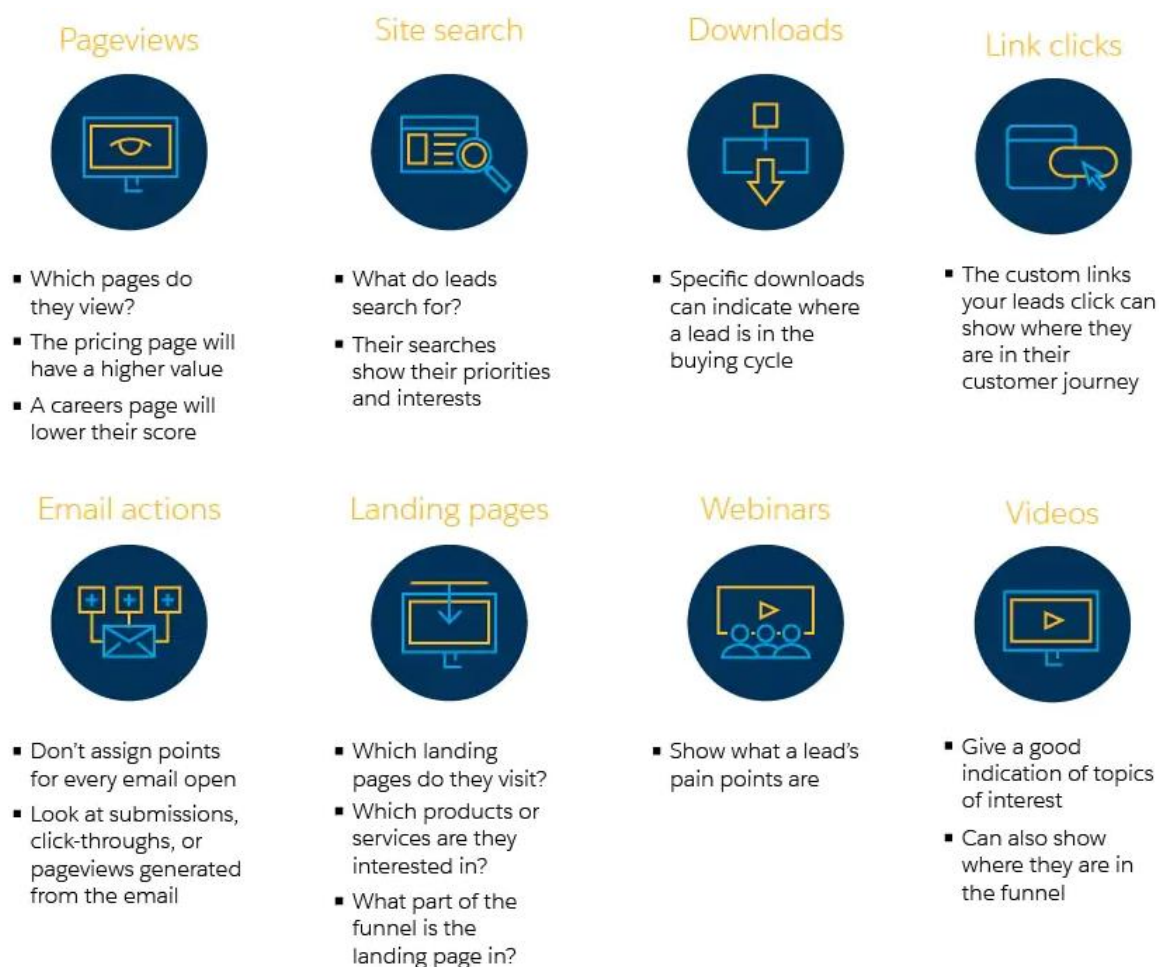 Pageviews
Site search
Downloads
Link clicks
▪ Which pages do
they view?
▪ The pricing page will
have a higher value
▪ A careers page will
lower their score
▪ What do leads
search for?
▪ Their searches
show their priorities
and interests
▪ Specific downloads
can indicate where
a lead is in the
buying cycle
▪ The custom links
your leads click can
show where they
are in their
customer journey
Email actions
Landing pages
Webinars
Videos
▪ Don't assign points
for every email open
▪ Look at submissions,
click-throughs, or
pageviews generated
from the email
▪ Which landing
pages do they visit?
▪ Which products or
services are they
interested in?
▪ What part of the
funnel is the
landing page in?
▪ Show what a lead's
pain points are
▪ Give a good
indication of topics
of interest
▪ Can also show
where they are in
the funnel